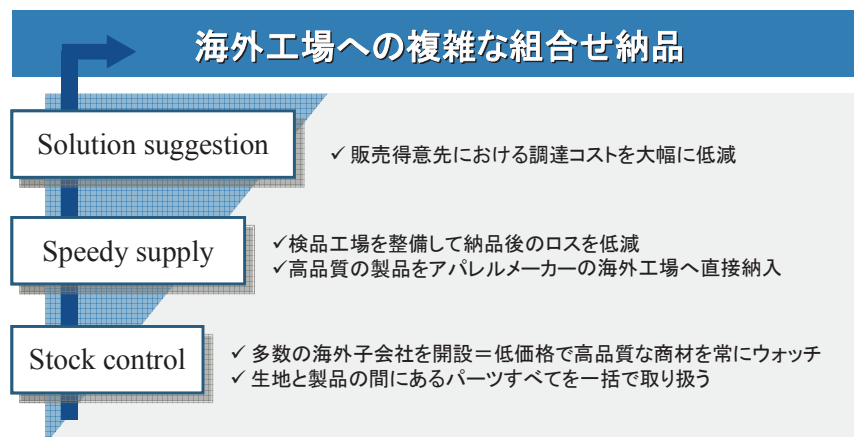 海外工場への複雑な組合せ納品
Solution suggestion
✓ 販売得意先における調達コストを大幅に低減
Speedy supply
✓検品工場を整備して納品後のロスを低減
✓高品質の製品をアパレルメーカーの海外工場へ直接納入
Stock control
✓ 多数の海外子会社を開設＝低価格で高品質な商材を常にウォッチ
✓ 生地と製品の間にあるパーツすべてを一括で取り扱う